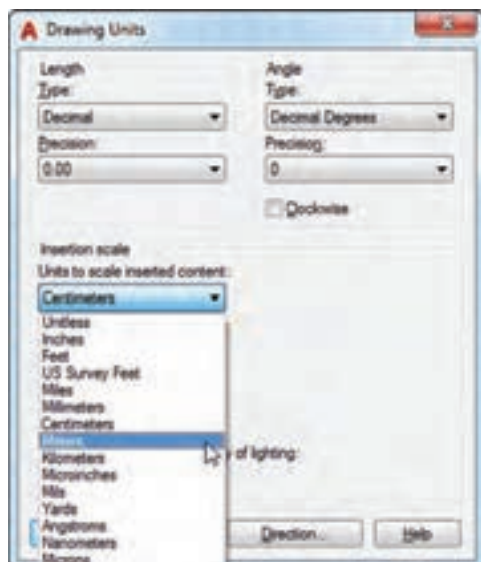 Drawing Units
Length
Type:
Decimal
Precision:
0.00
Angle
Type:
Decimal Degrees
Precision:
0
Clockwise
Insertion scale
Units to scale inserted content:
Centimeters
Unitless
Inches
Feet
US Survey Feet
Miles
Millimeters
Centimeters
Meters
Kilometers
Microinches
Mils
Yards
Angstroms
Nanometers
Microns
of lighting:
Direction...
Help